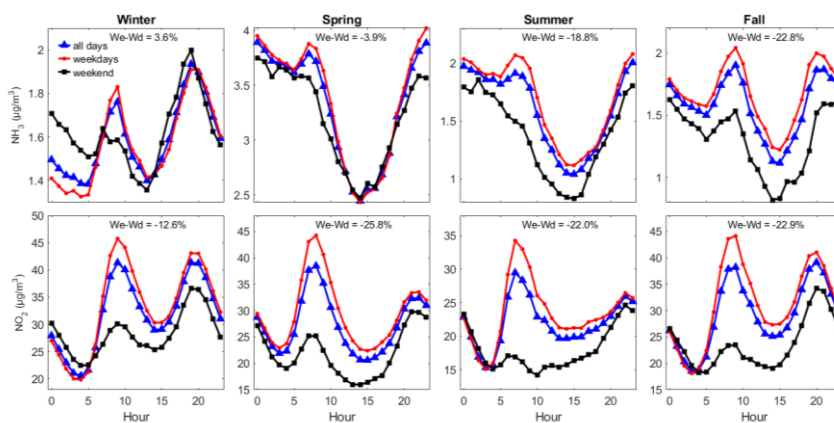 Winter
Spring
Summer
Fall
We-Wd 3.6%
We-Wd = -3.9%
We-Wd = -18.8%
We-Wd = -22.8%
all days
weekdays
weekend
NH3 (μg/m³)
2
1.8
1.6
1.4
4
3.5
3
2.5
2
1.5
1
2
1.5
1
We-Wd = -12.6%
We-Wd = -25.8%
We-Wd = -22.0%
We-Wd = -22.9%
NO2 (μg/m³)
50
45
40
35
30
25
20
45
40
35
30
25
20
15
40
35
30
25
20
15
45
40
35
30
25
20
15
0 5 10 15 20
0 5 10 15 20
0 5 10 15 20
0 5 10 15 20
Hour
Hour
Hour
Hour